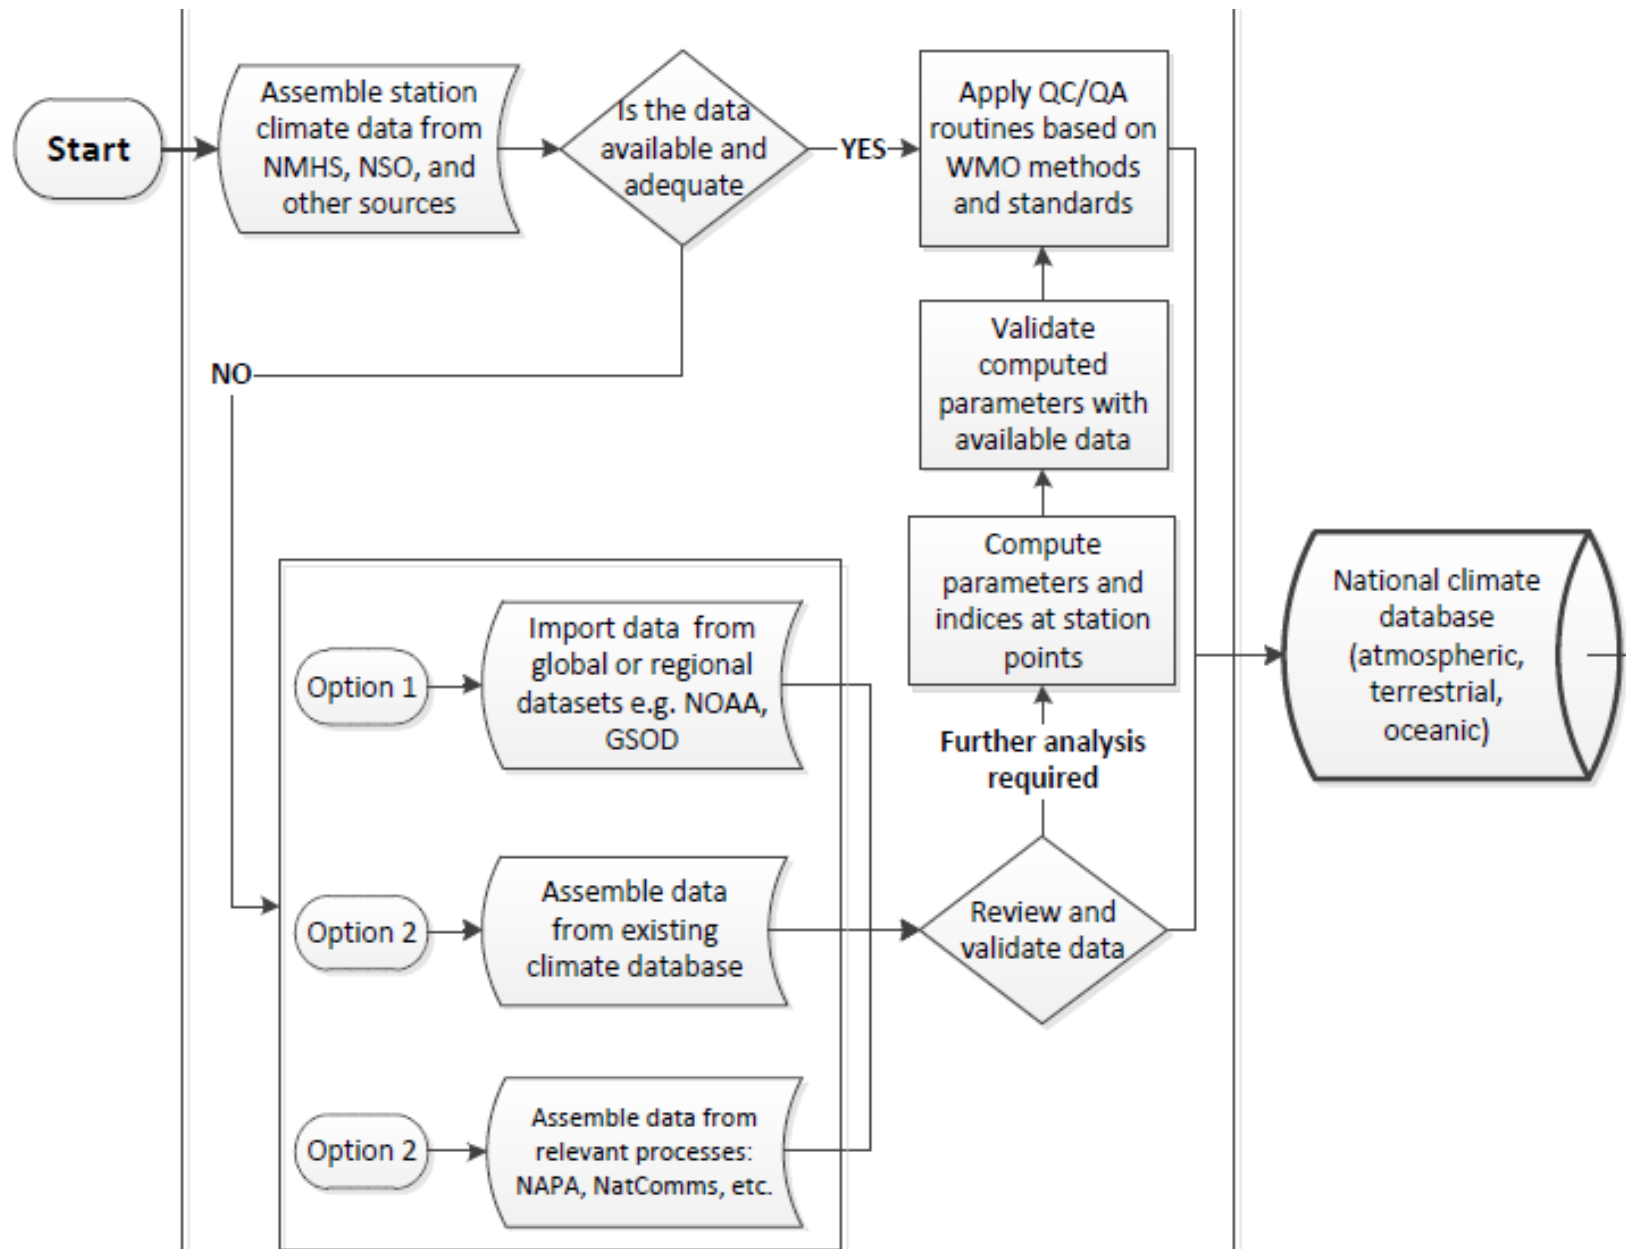 Start
Assemble station
climate data from
NMHS, NSO, and
other sources
Is the data
available and
adequate
YES
Apply QC/QA
routines based on
WMO methods
and standards
NO
Validate
computed
parameters with
available data
Compute
parameters and
indices at station
points
Further analysis
required
Option 1
Import data from
global or regional
datasets e.g. NOAA,
GSOD
Option 2
Assemble data
from existing
climate database
Review and
validate data
Option 2
Assemble data from
relevant processes:
NAPA, NatComms, etc.
National climate
database
(atmospheric,
terrestrial,
oceanic)